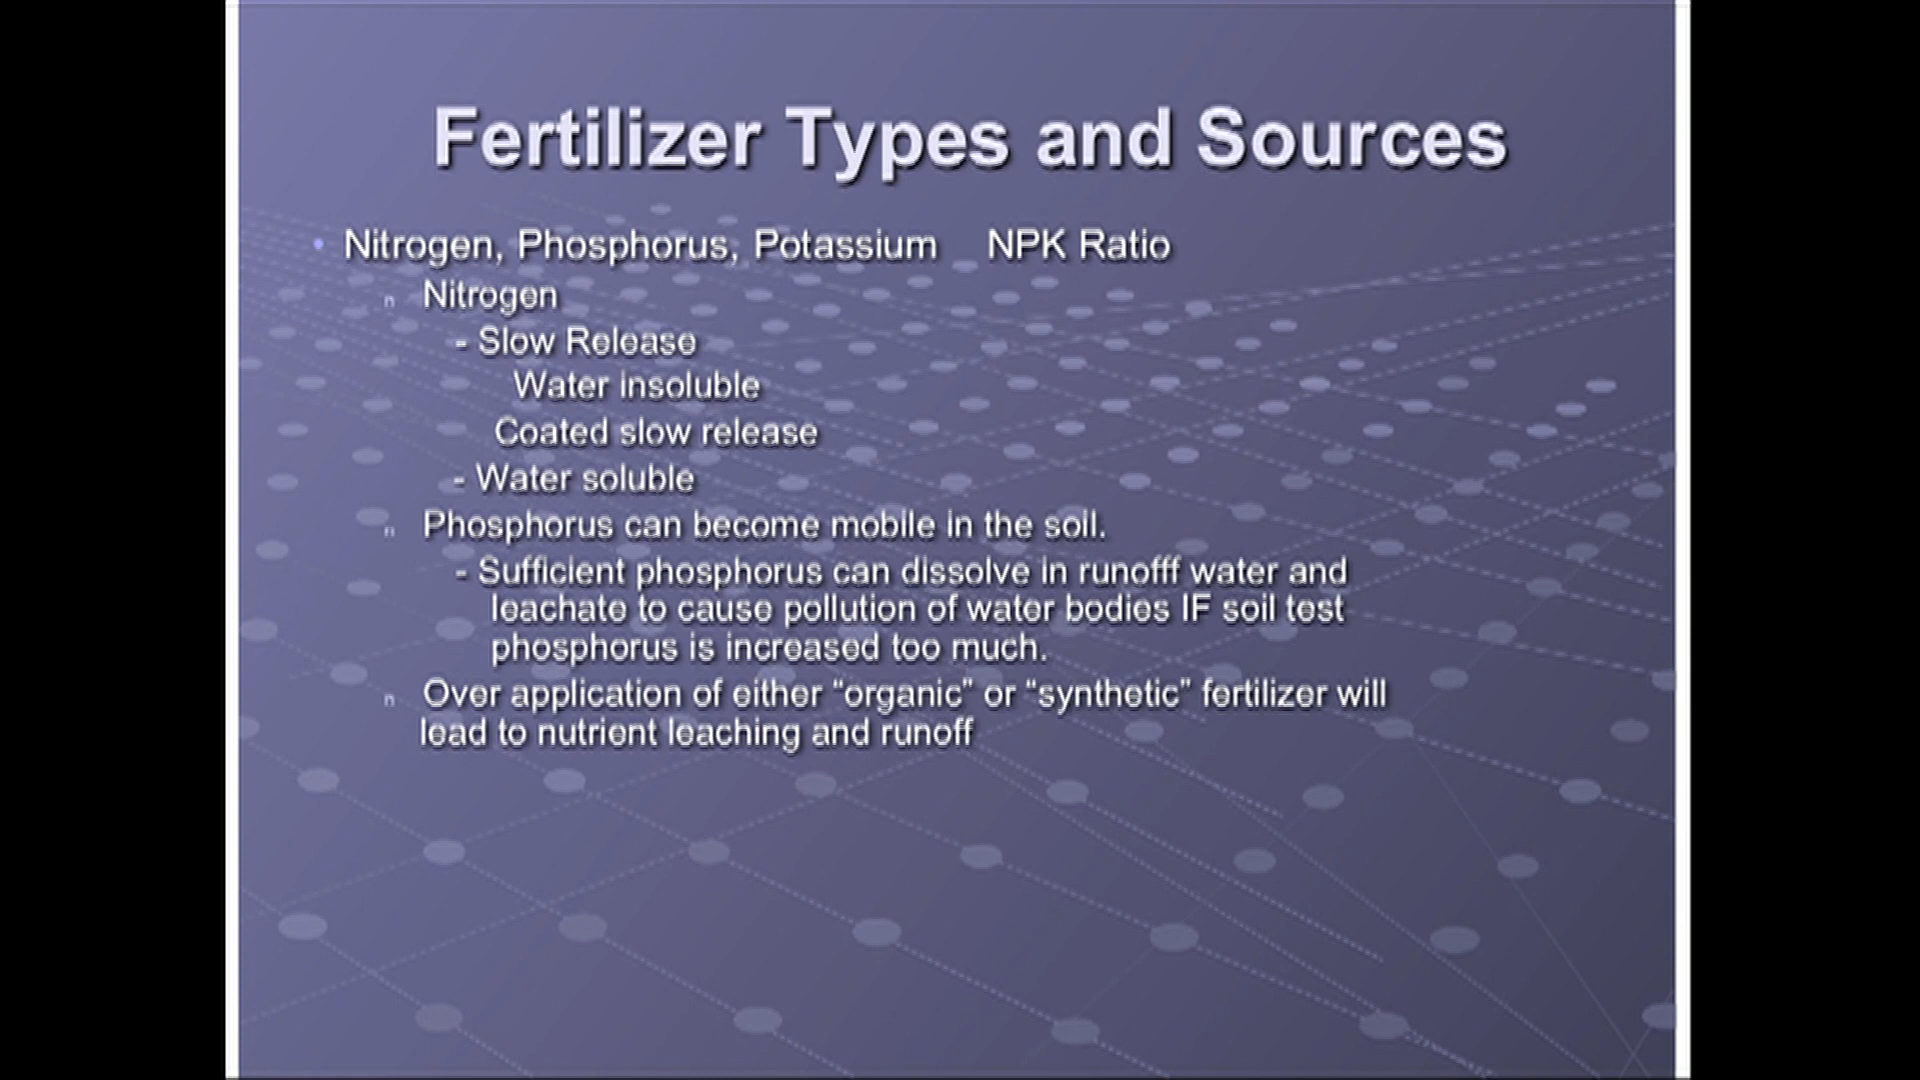 Fertilizer Types and Sources
• Nitrogen, Phosphorus, Potassium NPK Ratio
n Nitrogen
- Slow Release
Water insoluble
Coated slow release
- Water soluble
n Phosphorus can become mobile in the soil.
- Sufficient phosphorus can dissolve in runofff water and
leachate to cause pollution of water bodies IF soil test
phosphorus is increased too much.
n Over application of either “organic” or “synthetic” fertilizer will
lead to nutrient leaching and runoff